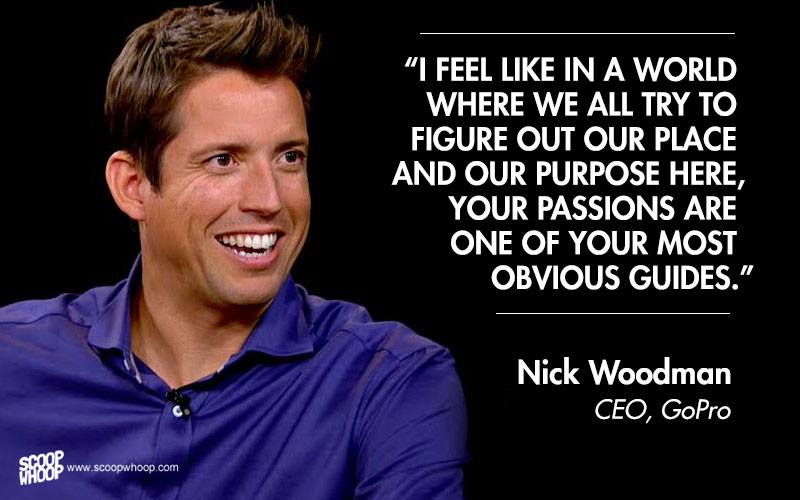 “I FEEL LIKE IN A WORLD
WHERE WE ALL TRY TO
FIGURE OUT OUR PLACE
AND OUR PURPOSE HERE,
YOUR PASSIONS ARE
ONE OF YOUR MOST
OBVIOUS GUIDES.”
Nick Woodman
CEO, GoPro
SCOOP
WHOOP
www.scoopwhoop.com